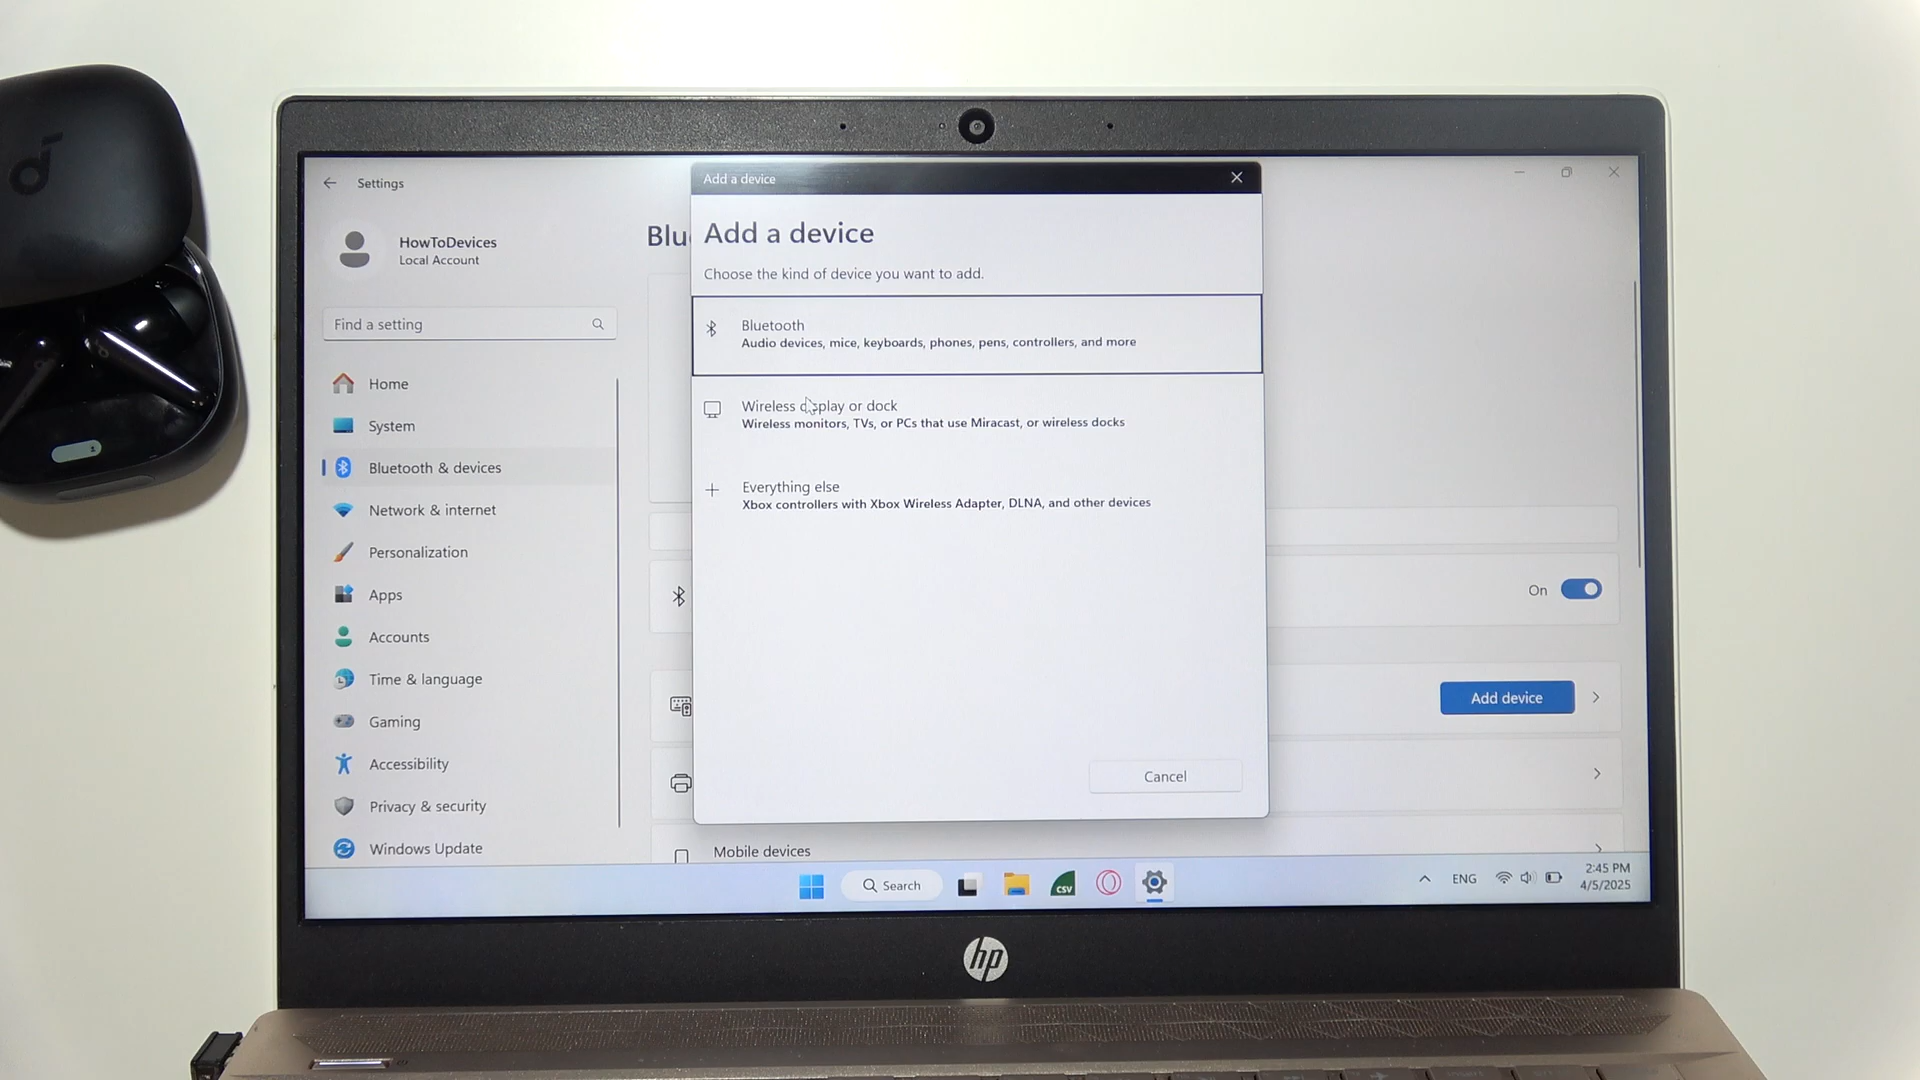 Settings
HowToDevices
Local Account
Find a setting
Home
System
Bluetooth & devices
Network & internet
Personalization
Apps
Accounts
Time & language
Gaming
Accessibility
Privacy & security
Windows Update
Blu
Add a device
Add a device
Choose the kind of device you want to add.
Bluetooth
Audio devices, mice, keyboards, phones, pens, controllers, and more
Wireless display or dock
Wireless monitors, TVs, or PCs that use Miracast, or wireless docks
Everything else
Xbox controllers with Xbox Wireless Adapter, DLNA, and other devices
Cancel
On
Add device
Mobile devices
Search
CSV
ENG
2:45 PM
4/5/2025
hp